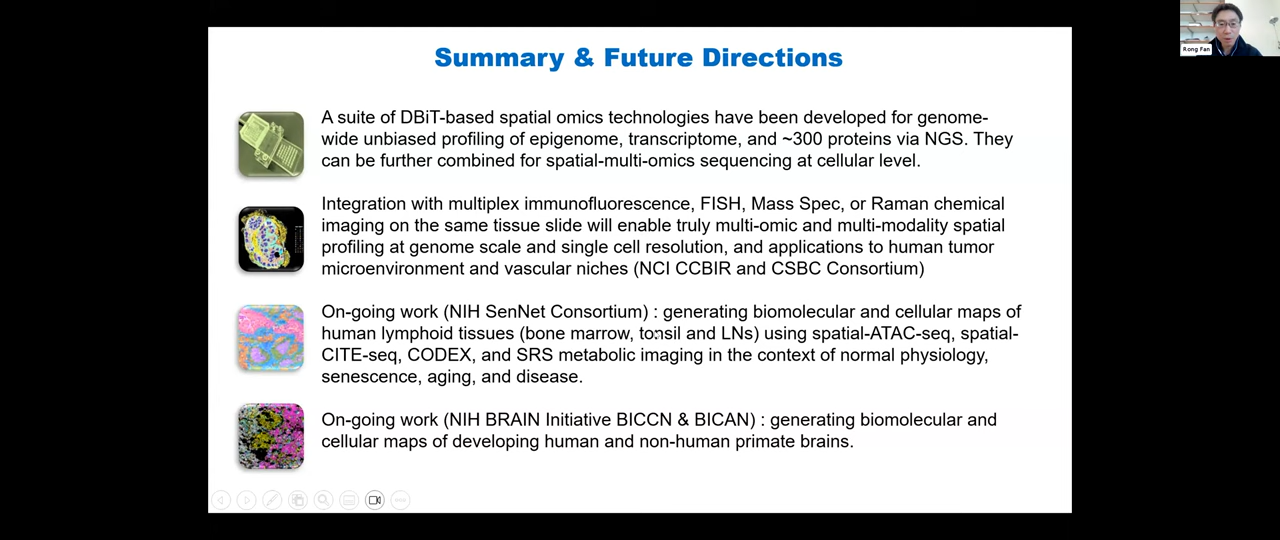 Summary & Future Directions
A suite of DBiT-based spatial omics technologies have been developed for genome-
wide unbiased profiling of epigenome, transcriptome, and ~300 proteins via NGS. They
can be further combined for spatial-multi-omics sequencing at cellular level.
Integration with multiplex immunofluorescence, FISH, Mass Spec, or Raman chemical
imaging on the same tissue slide will enable truly multi-omic and multi-modality spatial
profiling at genome scale and single cell resolution, and applications to human tumor
microenvironment and vascular niches (NCI CCBIR and CSBC Consortium)
On-going work (NIH SenNet Consortium) : generating biomolecular and cellular maps of
human lymphoid tissues (bone marrow, tonsil and LNs) using spatial-ATAC-seq, spatial-
CITE-seq, CODEX, and SRS metabolic imaging in the context of normal physiology,
senescence, aging, and disease.
On-going work (NIH BRAIN Initiative BICCN & BICAN) : generating biomolecular and
cellular maps of developing human and non-human primate brains.
Rong Fan